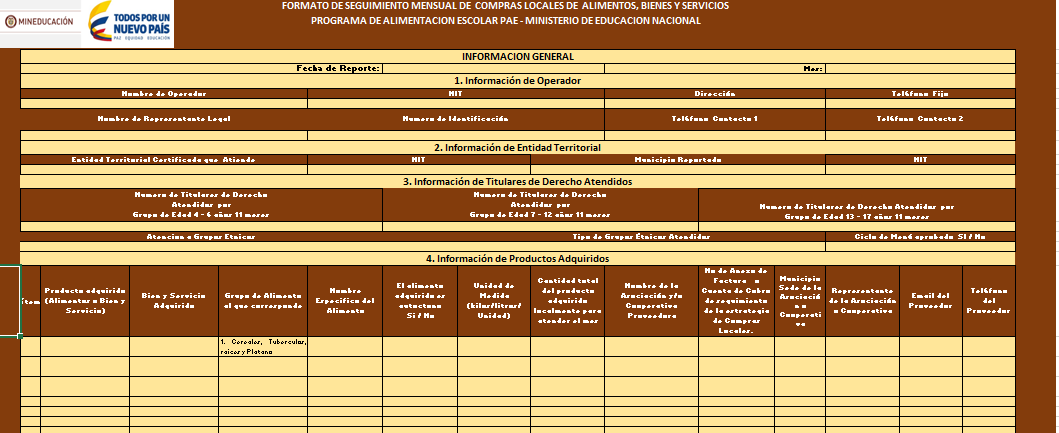 MINEDUCACIÓN
TODOS POR UN
NUEVO PAÍS
PAZ EQUIDAD EDUCACIÓN
FORMATO DE SEGUIMIENTO MENSUAL DE COMPRAS LOCALES DE ALIMENTOS, BIENES Y SERVICIOS
PROGRAMA DE ALIMENTACION ESCOLAR PAE - MINISTERIO DE EDUCACION NACIONAL
INFORMACION GENERAL
Fecha de Reporte: Mes:
1. Información de Operador
Nombre de Operador NIT Dirección Teléfono Fijo
Nombre de Representante Legal Numero de Identificación Teléfono Contacto 1 Teléfono Contacto 2
2. Información de Entidad Territorial
Entidad Territorial Certificada que Atiende NIT Municipio Reportado NIT
3. Información de Titulares de Derecho Atendidos
Numero de Titulares de Derecho
Atendidos por
Grupo de Edad 4 - 6 años 11 meses
Numero de Titulares de Derecho
Atendidos por
Grupo de Edad 7 - 12 años 11 meses
Numero de Titulares de Derecho Atendidos por
Grupo de Edad 13 - 17 años 11 meses
Atencion a Grupos Etnicos Tipo de Grupos Étnicos Atendidos Ciclo de Menú aprobado SI / No
4. Información de Productos Adquiridos
Ítem
Producto adquirido
(Alimentos o Bien y
Servicio)
Bien y Servicio
Adquirido
Grupo de Alimento
al que corresponde
Nombre
Especifico del
Alimento
El alimento
adquirido es
autoctono
Si / No
Unidad de
Medida
(kilos/litros/
Unidad)
Cantidad total
del producto
adquirido
localmente para
atender el mes
Nombre de la
Asociación y/o
Cooperativa
Proveedora
No de Anexo de
Factura o
Cuenta de Cobro
de seguimiento
de la estrategia
de Compras
Locales.
Municipio
Sede de la
Asociació
n o
Cooperati
va
Representante
de la Asociación
o Cooperativa
Email del
Proveedor
Teléfono
del
Proveedor
1. Cereales, Tuberculos,
raices y Platano